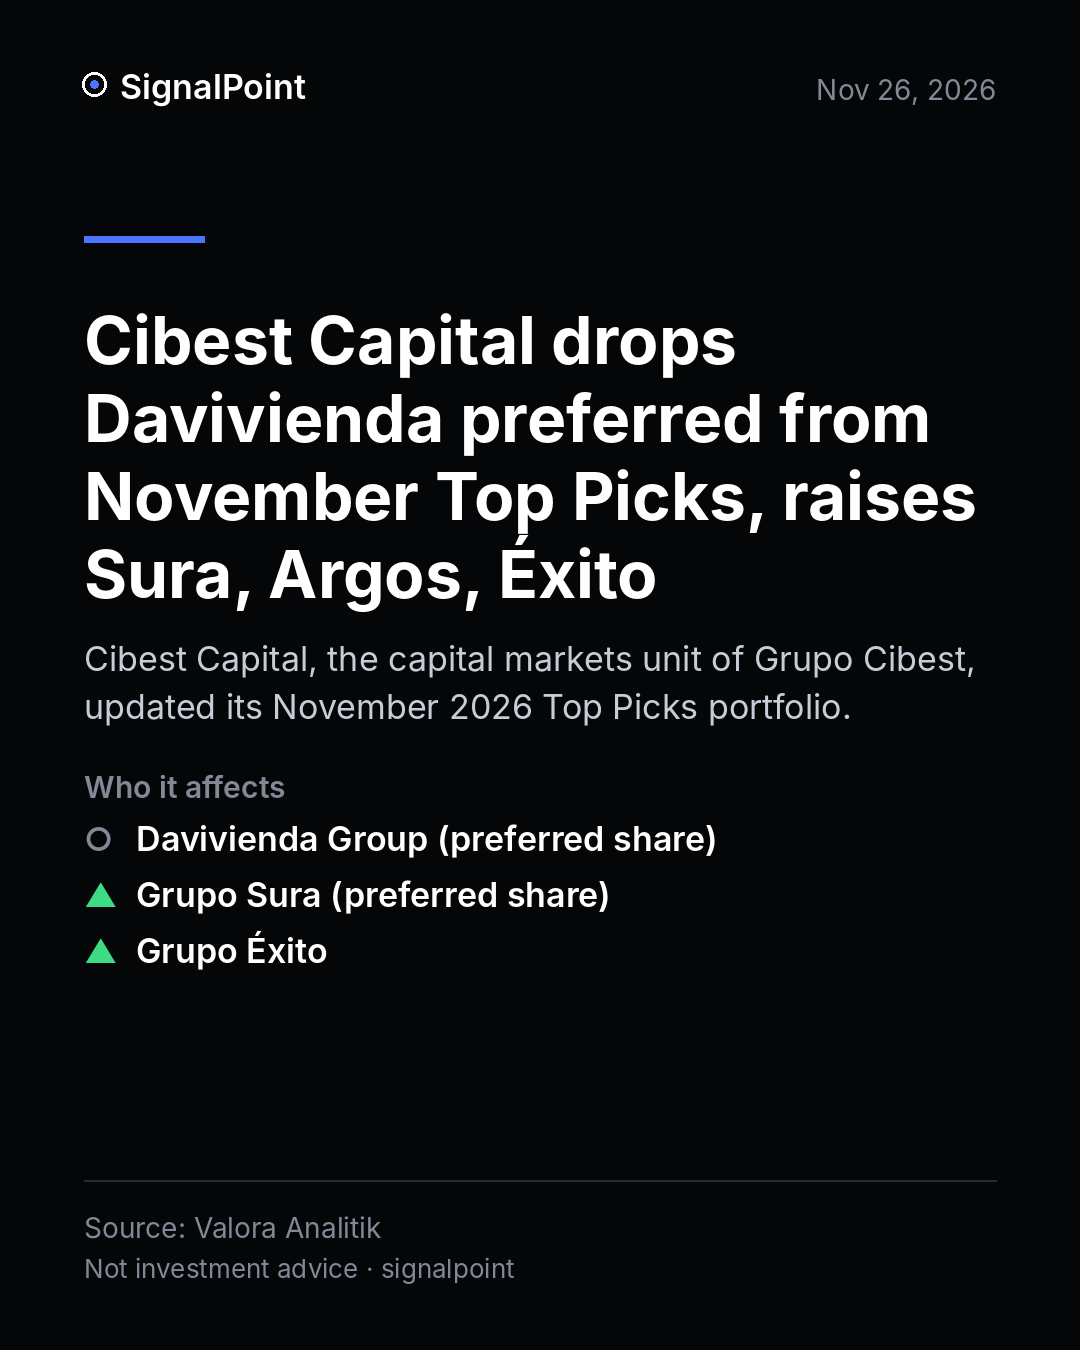 SignalPoint
Nov 26, 2026
Cibest Capital drops
Davivienda preferred from
November Top Picks, raises
Sura, Argos, Éxito
Cibest Capital, the capital markets unit of Grupo Cibest,
updated its November 2026 Top Picks portfolio.
Who it affects
Davivienda Group (preferred share)
Grupo Sura (preferred share)
Grupo Éxito
Source: Valora Analitik
Not investment advice · signalpoint